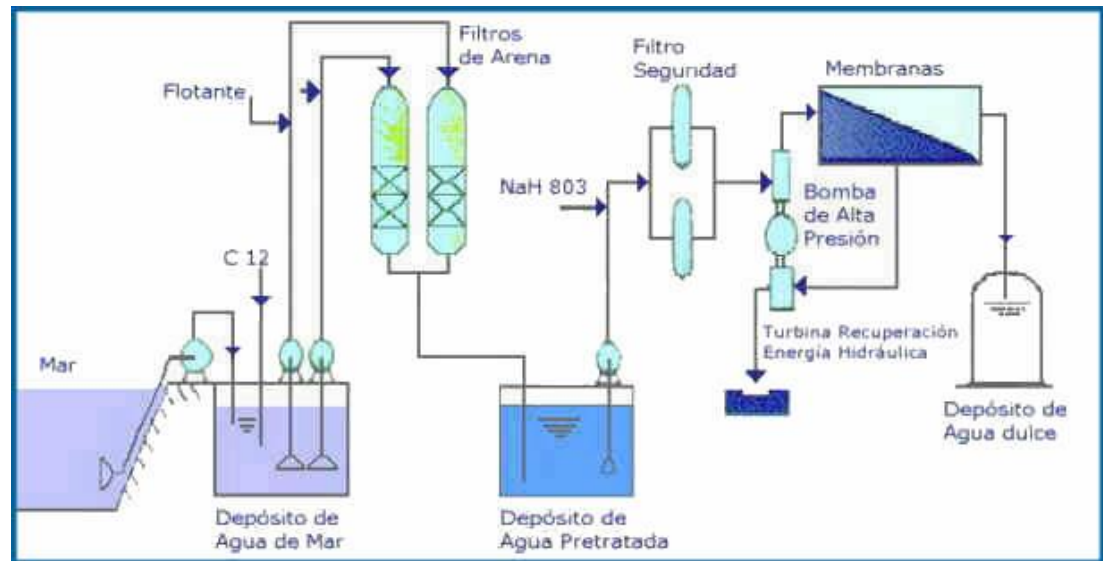 Filtros
de Arena
Flotante
Filtro
Seguridad
Membranas
NaH 803
Bomba
de Alta
Presión
C 12
Mar
Turbina Recuperación
Energía Hidráulica
Depósito de
Agua de Mar
Depósito de
Agua Pretratada
Depósito de
Agua dulce